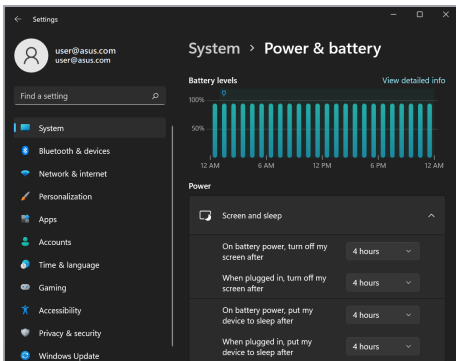 Settings
user@asus.com
user@asus.com
Find a setting
System
Bluetooth & devices
Network & internet
Personalization
Apps
Accounts
Time & language
Gaming
Accessibility
Privacy & security
Windows Update
System > Power & battery
Battery levels
View detailed info
100%
50%
12 AM 6 AM 12 PM 6 PM 12 AM
Power
Screen and sleep
On battery power, turn off my
screen after
4 hours
When plugged in, turn off my
screen after
4 hours
On battery power, put my
device to sleep after
4 hours
When plugged in, put my
device to sleep after
4 hours